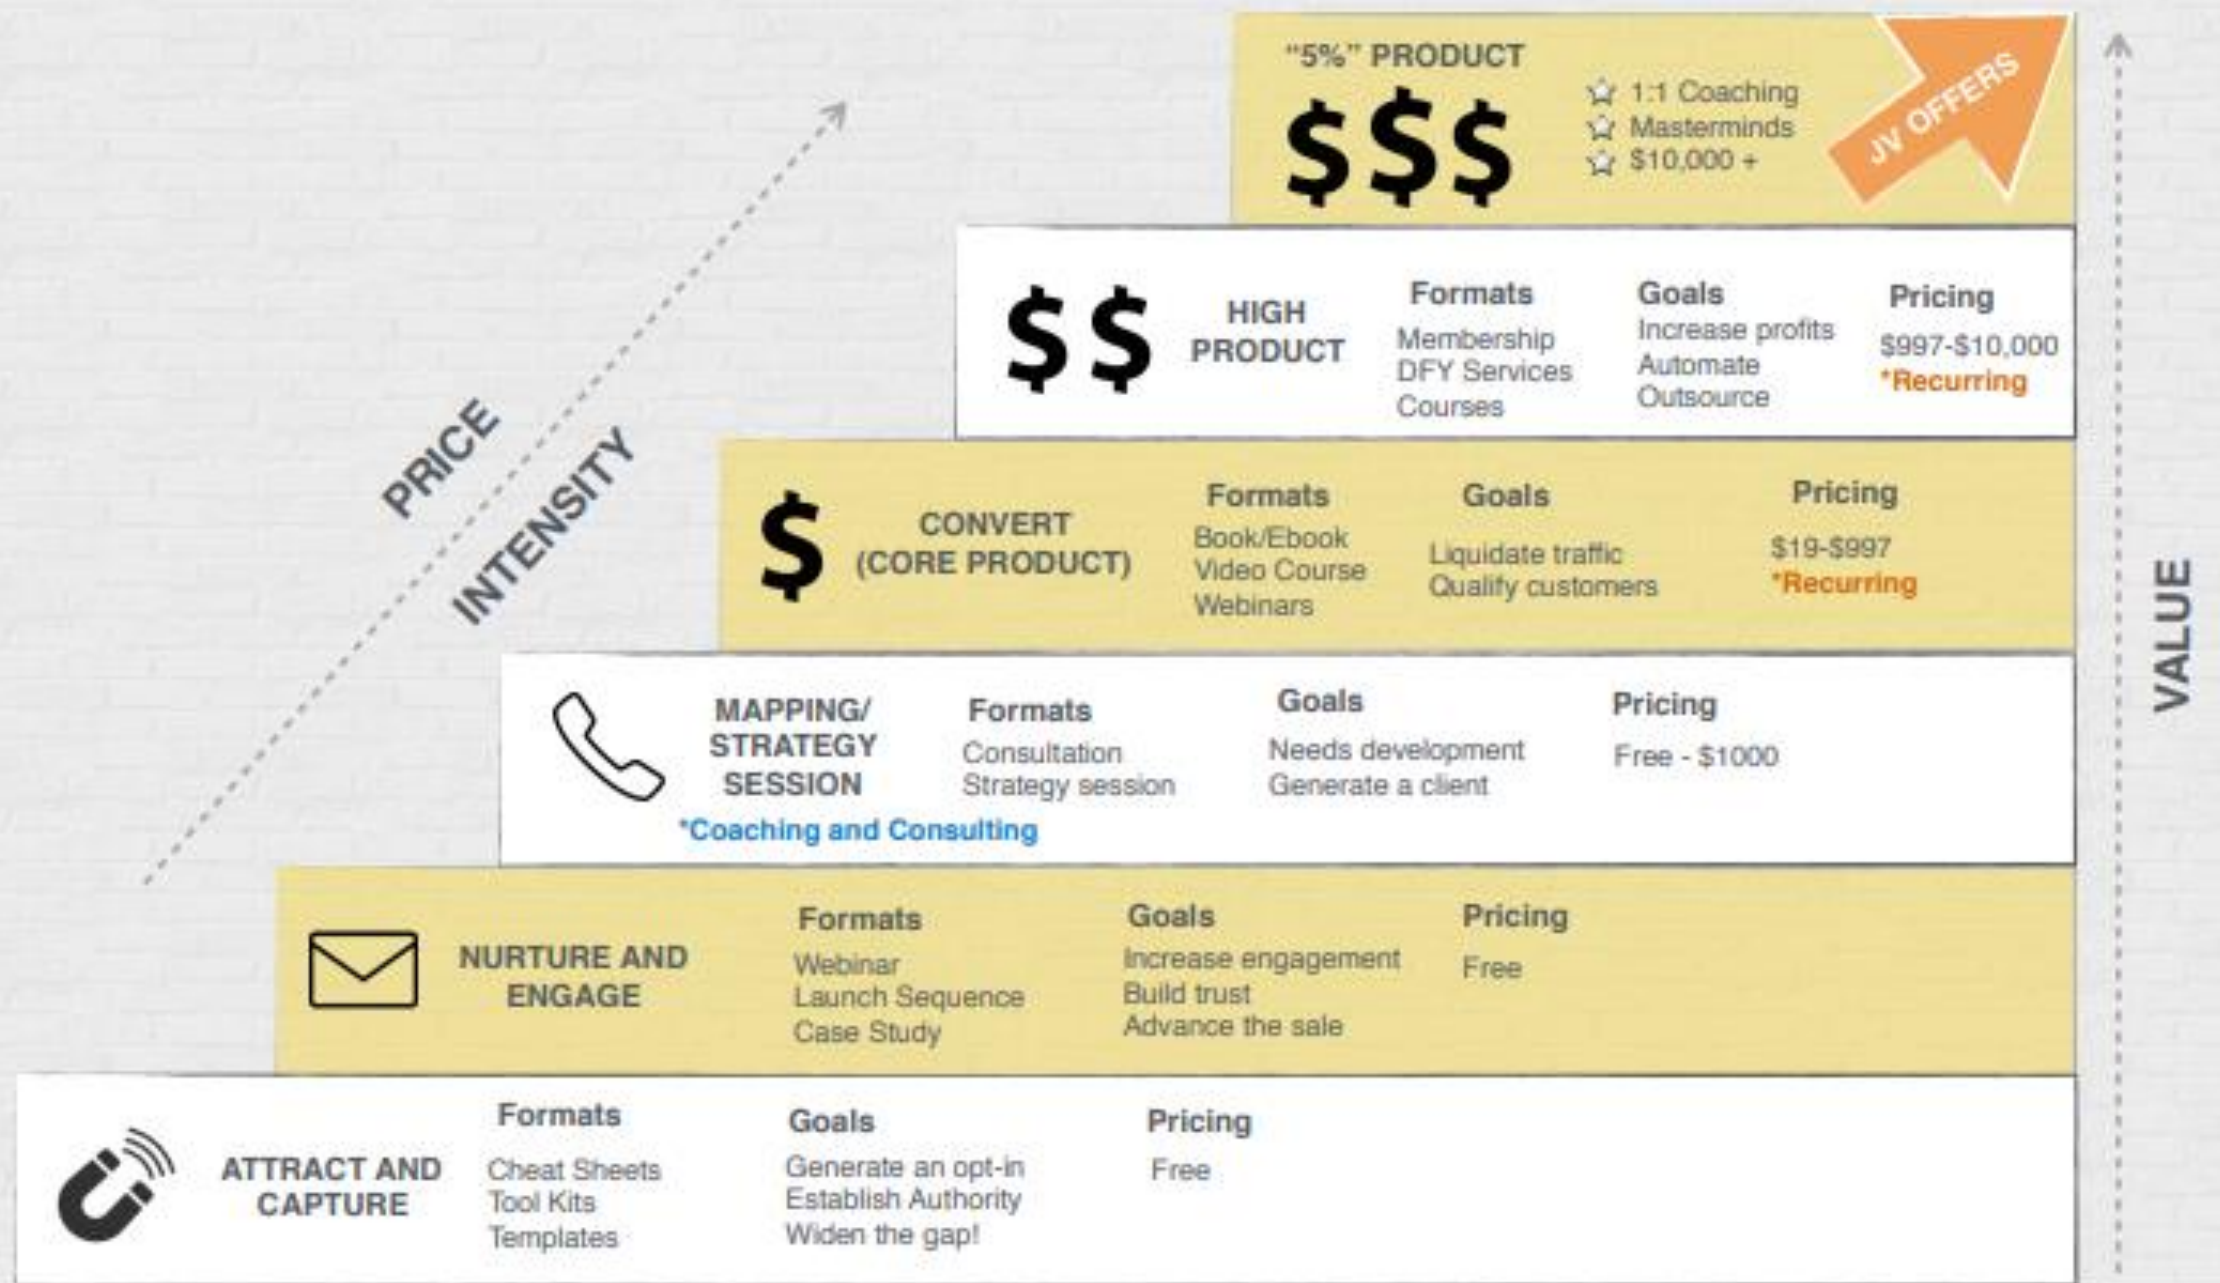 "5%" PRODUCT
$$$
1:1 Coaching
Masterminds
$10,000 +
JV OFFERS
$$
HIGH
PRODUCT
Formats
Membership
DFY Services
Courses
Goals
Increase profits
Automate
Outsource
Pricing
$997-$10,000
*Recurring
PRICE
INTENSITY
VALUE
$
CONVERT
(CORE PRODUCT)
Formats
Book/Ebook
Video Course
Webinars
Goals
Liquidate traffic
Qualify customers
Pricing
$19-$997
*Recurring
MAPPING/
STRATEGY
SESSION
*Coaching and Consulting
Formats
Consultation
Strategy session
Goals
Needs development
Generate a client
Pricing
Free - $1000
NURTURE AND
ENGAGE
Formats
Webinar
Launch Sequence
Case Study
Goals
Increase engagement
Build trust
Advance the sale
Pricing
Free
ATTRACT AND
CAPTURE
Formats
Cheat Sheets
Tool Kits
Templates
Goals
Generate an opt-in
Establish Authority
Widen the gap!
Pricing
Free